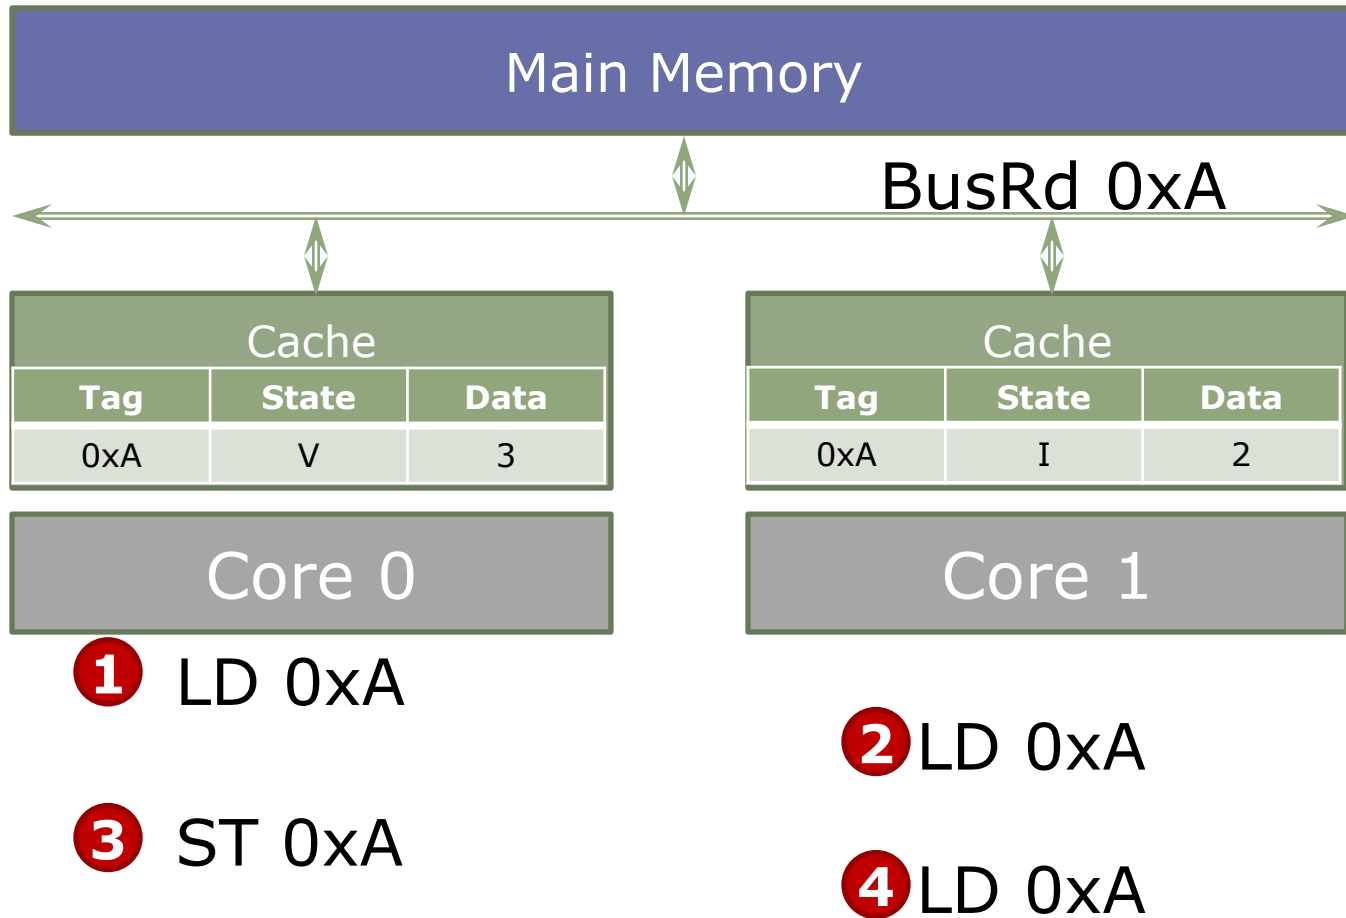 Main Memory
BusRd 0xA
Cache
Tag State Data
0xA V 3
Cache
Tag State Data
0xA I 2
Core 0
Core 1
1 LD 0xA
2 LD 0xA
3 ST 0xA
4 LD 0xA